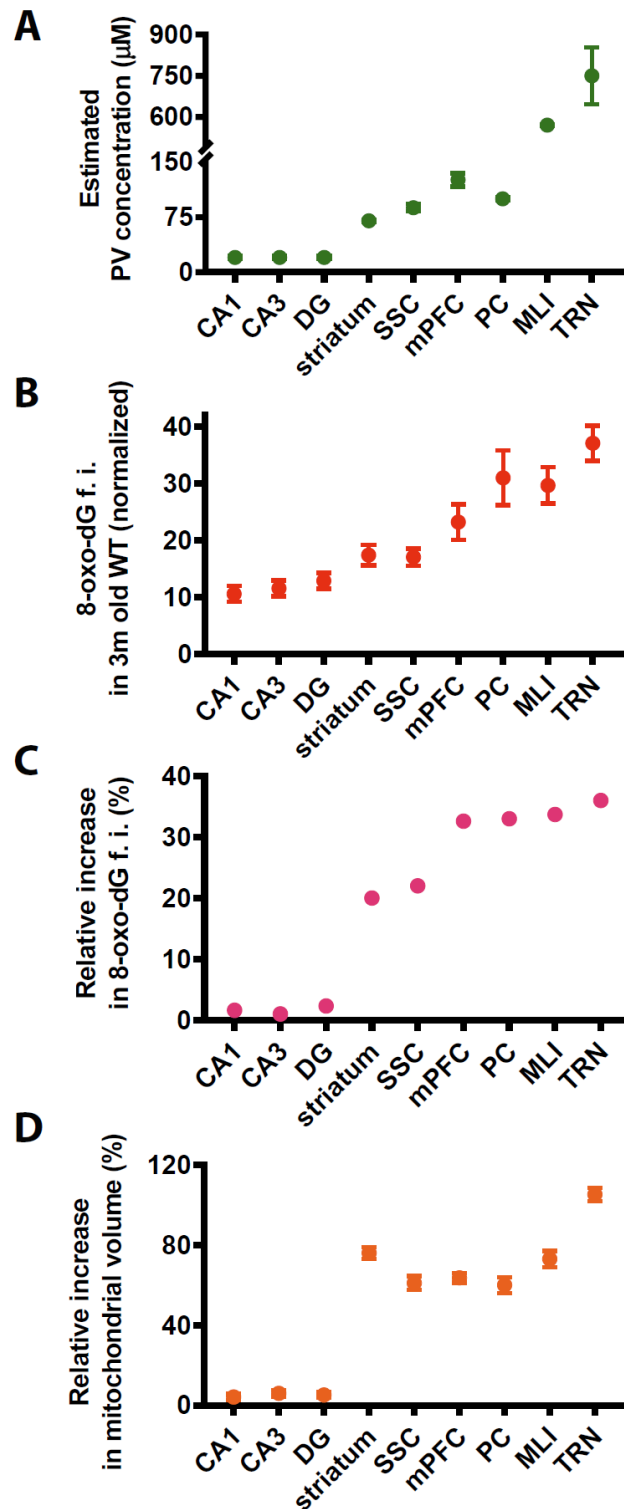 A
Estimated
PV concentration (μM)
900
750
600
150
75
0
CA1
CA3
DG
striatum
SSC
mPFC
PC
MLI
TRN
B
8-oxo-dG f. i.
in 3m old WT (normalized)
40
30
20
10
0
CA1
CA3
DG
striatum
SSC
mPFC
PC
MLI
TRN
C
Relative increase
in 8-oxo-dG f. i. (%)
40
30
20
10
0
CA1
CA3
DG
striatum
SSC
mPFC
PC
MLI
TRN
D
Relative increase
in mitochondrial volume (%)
120
80
40
0
CA1
CA3
DG
striatum
SSC
mPFC
PC
MLI
TRN